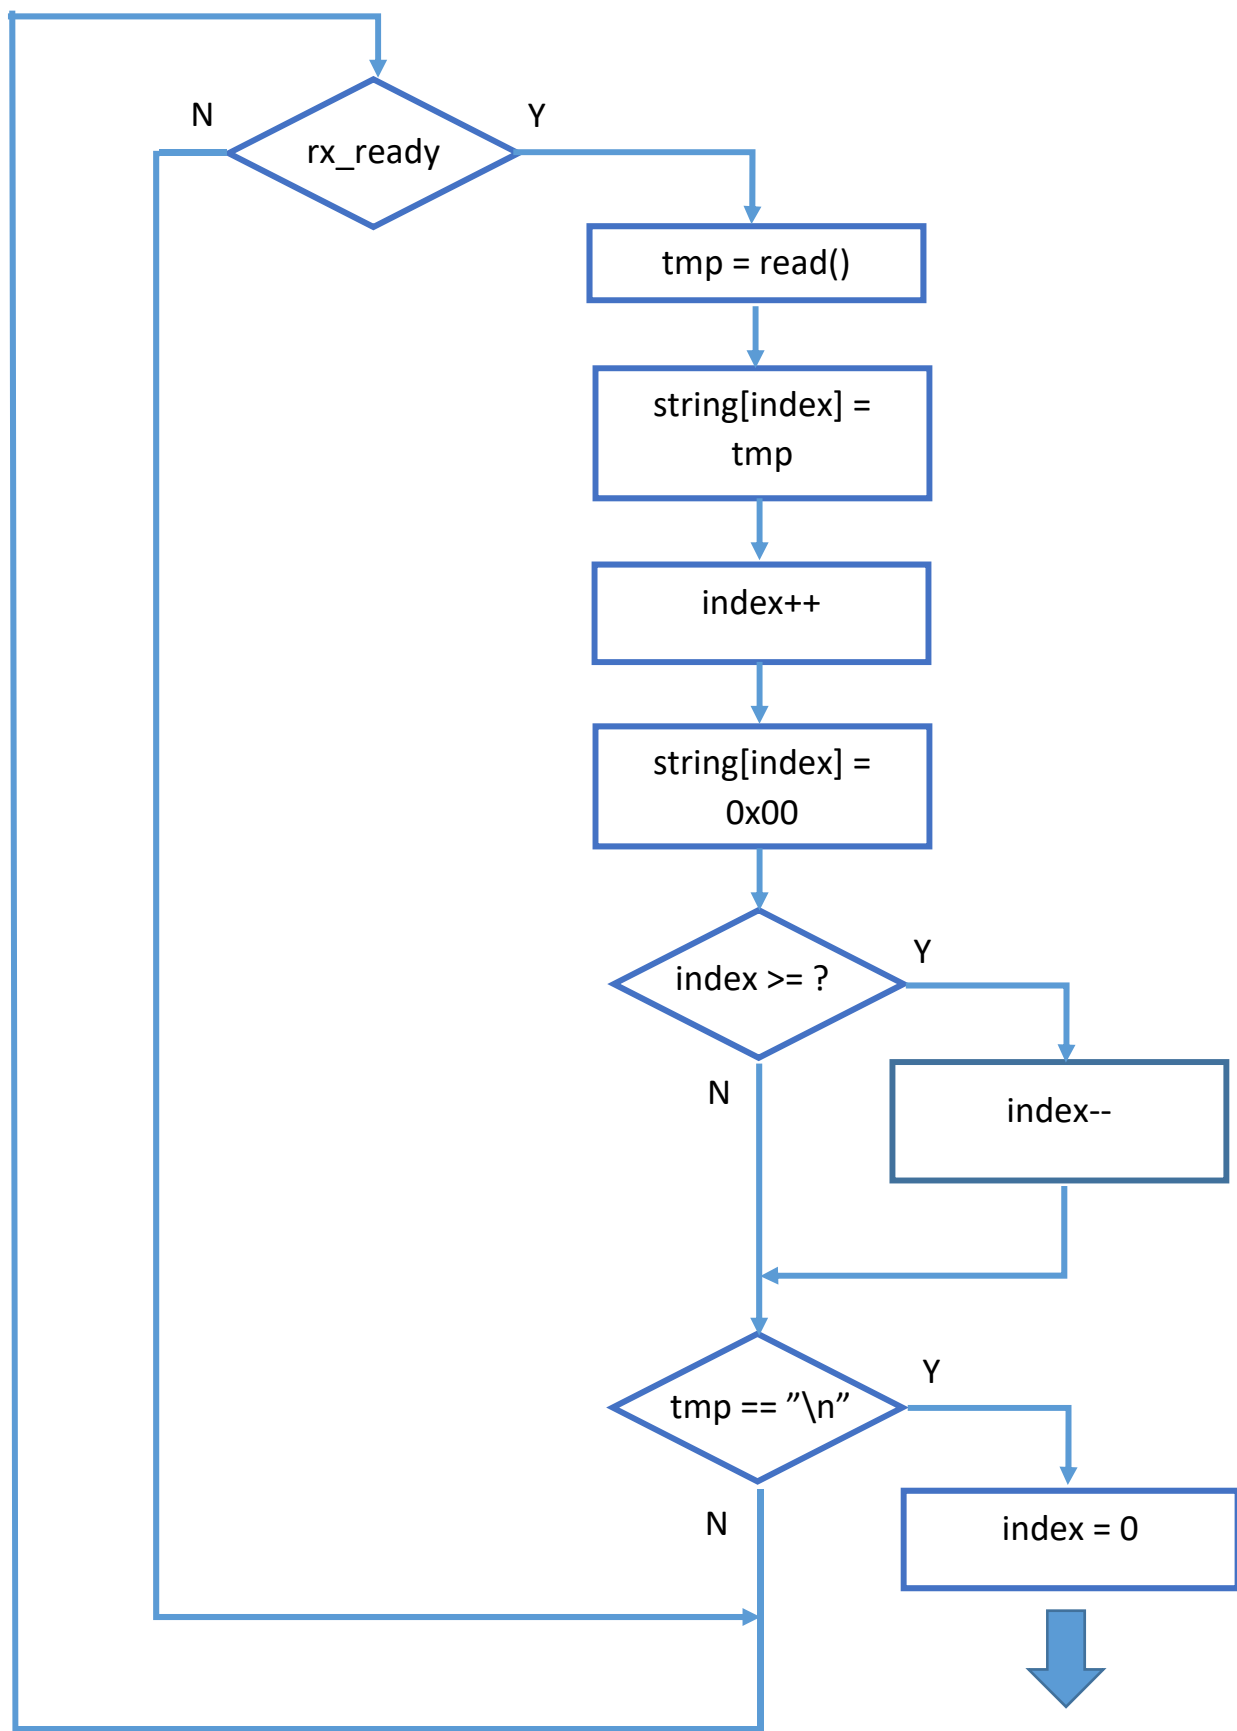 N
Y
rx_ready
tmp = read()
string[index] =
tmp
index++
string[index] =
0x00
index >= ?
Y
N
index--
tmp == ”\n”
Y
N
index = 0